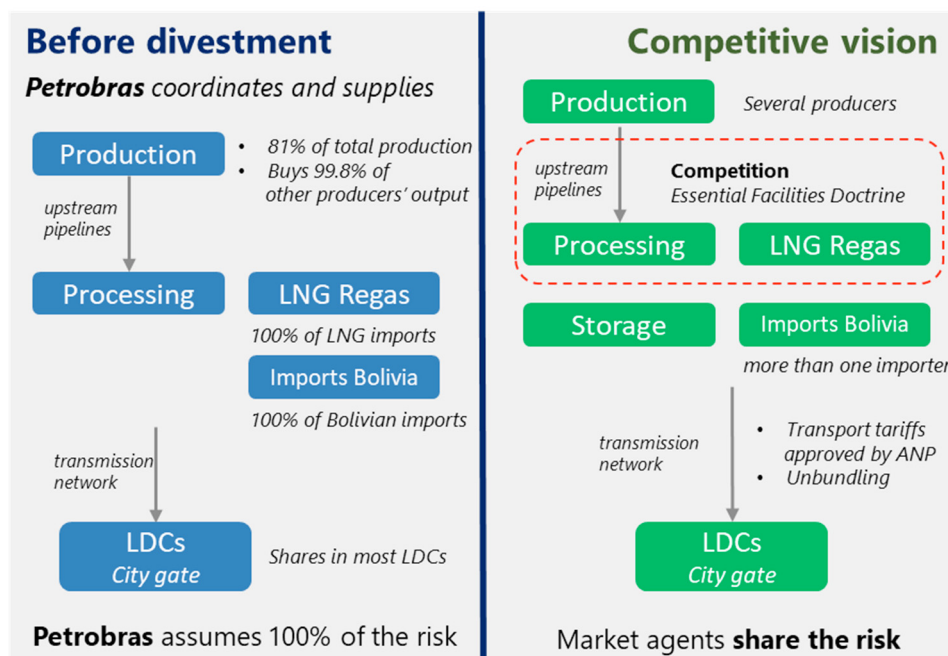 Before divestment
Petrobras coordinates and supplies
Production
• 81% of total production
• Buys 99.8% of
other producers' output
upstream
pipelines
Processing
LNG Regas
100% of LNG imports
Imports Bolivia
100% of Bolivian imports
transmission
network
LDCs
City gate
Shares in most LDCs
Petrobras assumes 100% of the risk
Competitive vision
Production
Several producers
upstream
pipelines
Competition
Essential Facilities Doctrine
Processing
LNG Regas
Storage
Imports Bolivia
more than one importer
transmission
network
• Transport tariffs
approved by ANP
• Unbundling
LDCs
City gate
Market agents share the risk